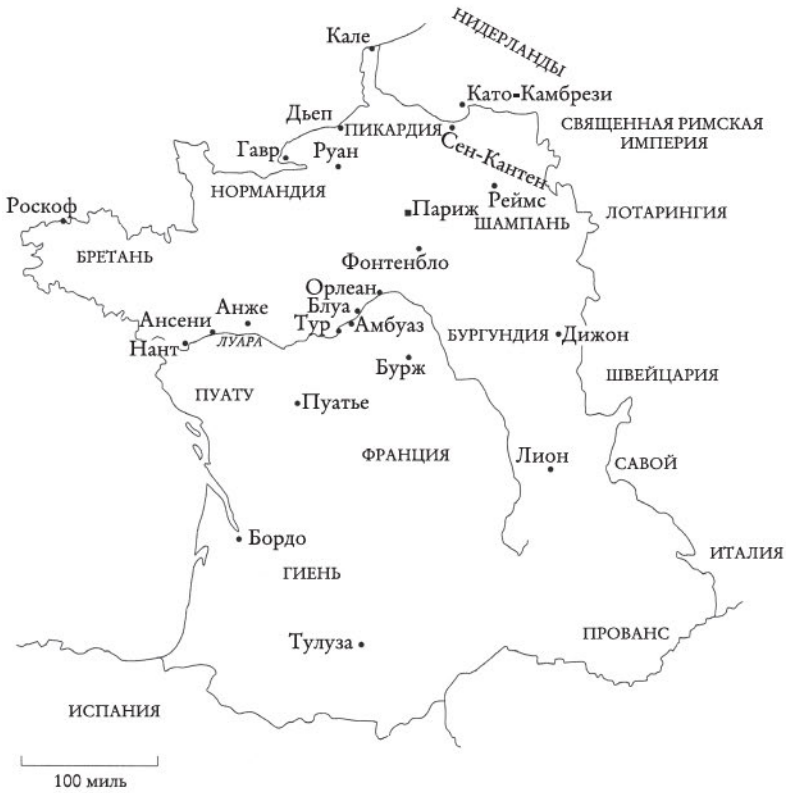 НИДЕРЛАНДЫ
Кале
Като-Камбрези
Дьеп
ПИКАРДИЯ
СВЯЩЕННАЯ РИМСКАЯ
ИМПЕРИЯ
Гавр
Руан
Сен-Кантен
НОРМАНДИЯ
Реймс
Роскоф
Париж
ШАМПАНЬ
ЛОТАРИНГИЯ
БРЕТАНЬ
Фонтенбло
Орлеан
Блуа
Анже
Ансени
Тур
Амбуаз
БУРГУНДИЯ
Дижон
Нант
ЛУАРА
Бурж
ШВЕЙЦАРИЯ
ПУАТУ
Пуатье
ФРАНЦИЯ
Лион
САВОЙ
Бордо
ИТАЛИЯ
ГИЕНЬ
ПРОВАНС
Тулуза
ИСПАНИЯ
100 миль